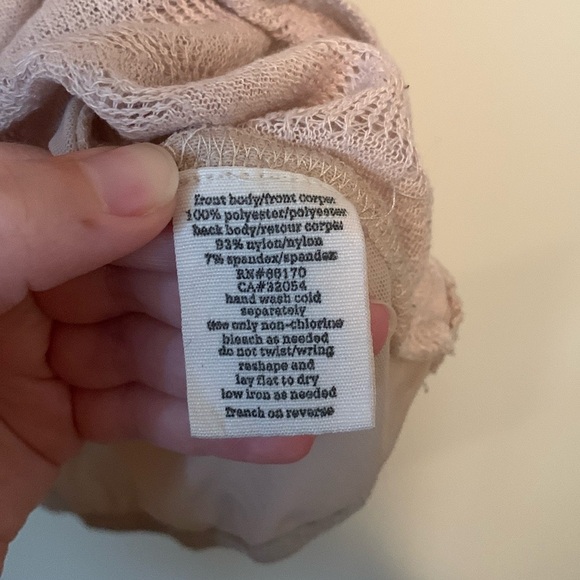 front body/front corps:
100% polyester/polyester
back body/retour corps:
93% nylon/nylon
7% spandex/spandex
RN#66170
CA#32054
hand wash cold
separately
use only non-chlorine
bleach as needed
do not twist/wring
reshape and
lay flat to dry
low iron as needed
french on reverse